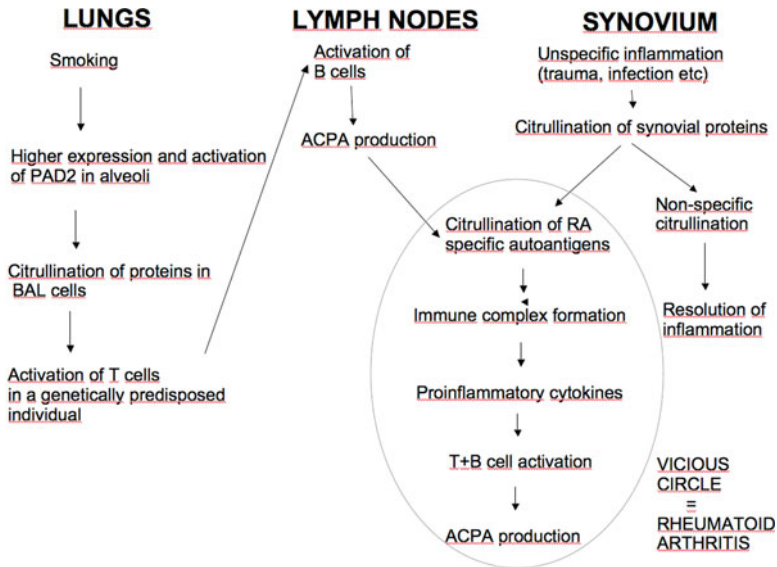 LUNGS
Smoking
Higher expression and activation
of PAD2 in alveoli
Citrullination of proteins in
BAL cells
Activation of T cells
in a genetically predisposed
individual
LYMPH NODES
Activation of
B cells
ACPA production
SYNOVIUM
Unspecific inflammation
(trauma, infection etc)
Citrullination of synovial proteins
Citrullination of RA
specific autoantigens
Immune complex formation
Proinflammatory cytokines
T+B cell activation
ACPA production
Non-specific
citrullination
Resolution of
inflammation
VICIOUS
CIRCLE
=
RHEUMATOID
ARTHRITIS